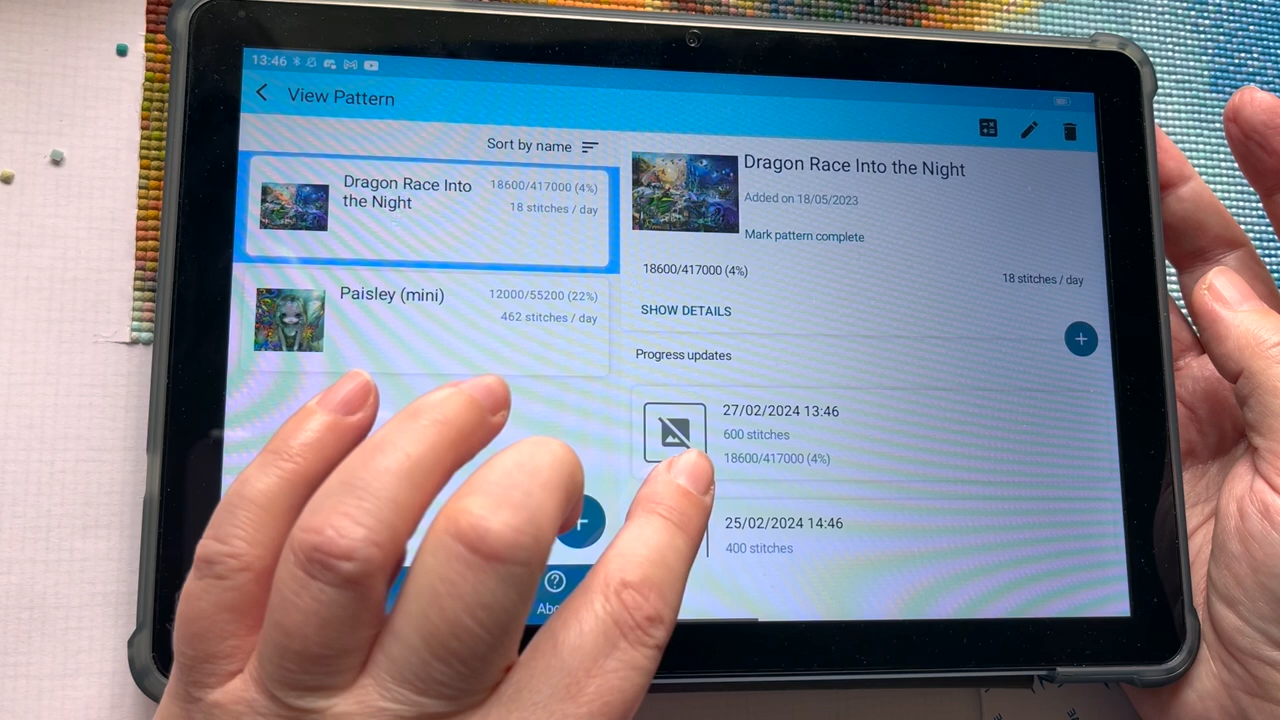 13:46
View Pattern
Sort by name
Dragon Race Into
the Night
18600/417000 (4%)
18 stitches / day
Paisley (mini)
12000/55200 (22%)
462 stitches / day
Dragon Race Into the Night
Added on 18/05/2023
Mark pattern complete
18600/417000 (4%)
18 stitches / day
SHOW DETAILS
Progress updates
27/02/2024 13:46
600 stitches
18600/417000 (4%)
25/02/2024 14:46
400 stitches